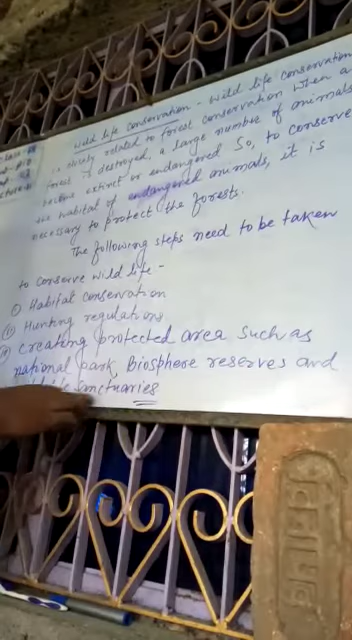 Wild life conservation - Wild life conservation
is closely related to forest conservation when a
forest is destroyed, a large number of animals
become extinct or endangered So, to conserve
the habitat of endangered animals, it is
necessary to protect the forests.
The following steps need to be taken
to conserve wild life -
① Habitat conservation
② Hunting regulations
Creating protected area such as
national park, Biosphere reserves and
life sanctuaries